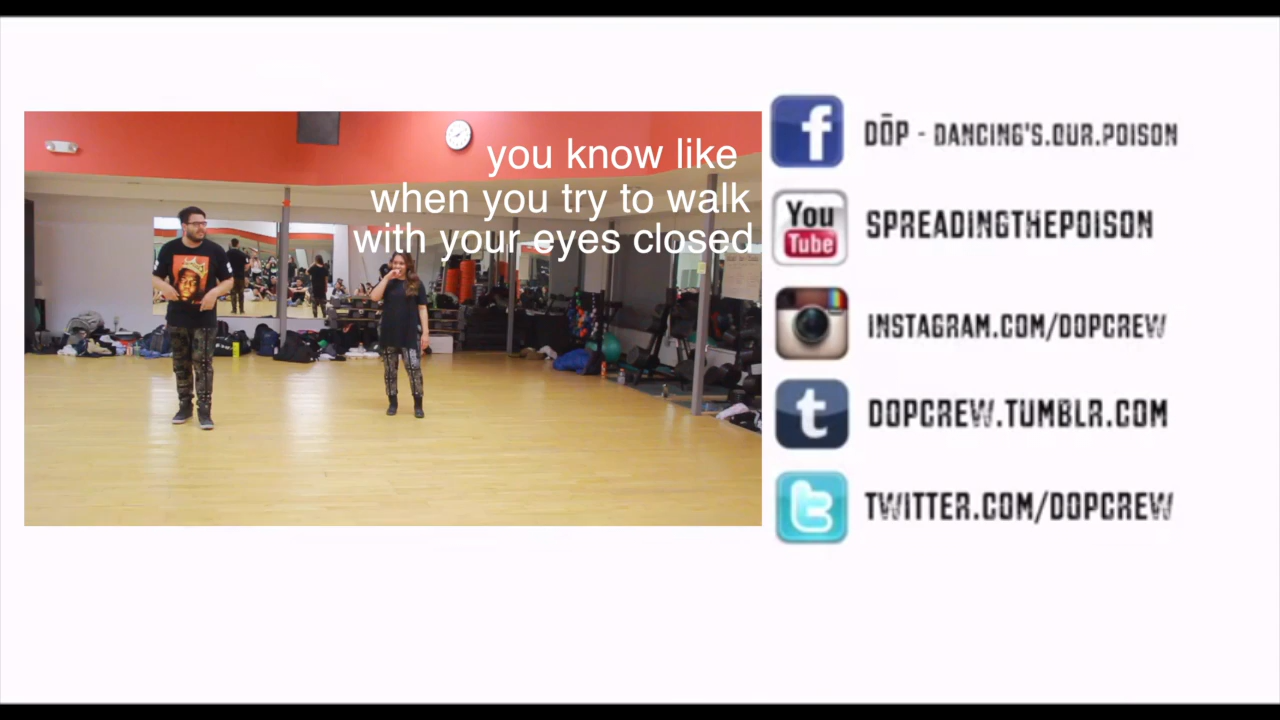 you know like
when you try to walk
with your eyes closed
f
DŌP - DANCING'S.OUR.POISON
You
Tube
SPREADINGTHEPOISON
INSTAGRAM.COM/DOPCREW
t
DOPCREW.TUMBLR.COM
t
TWITTER.COM/DOPCREW